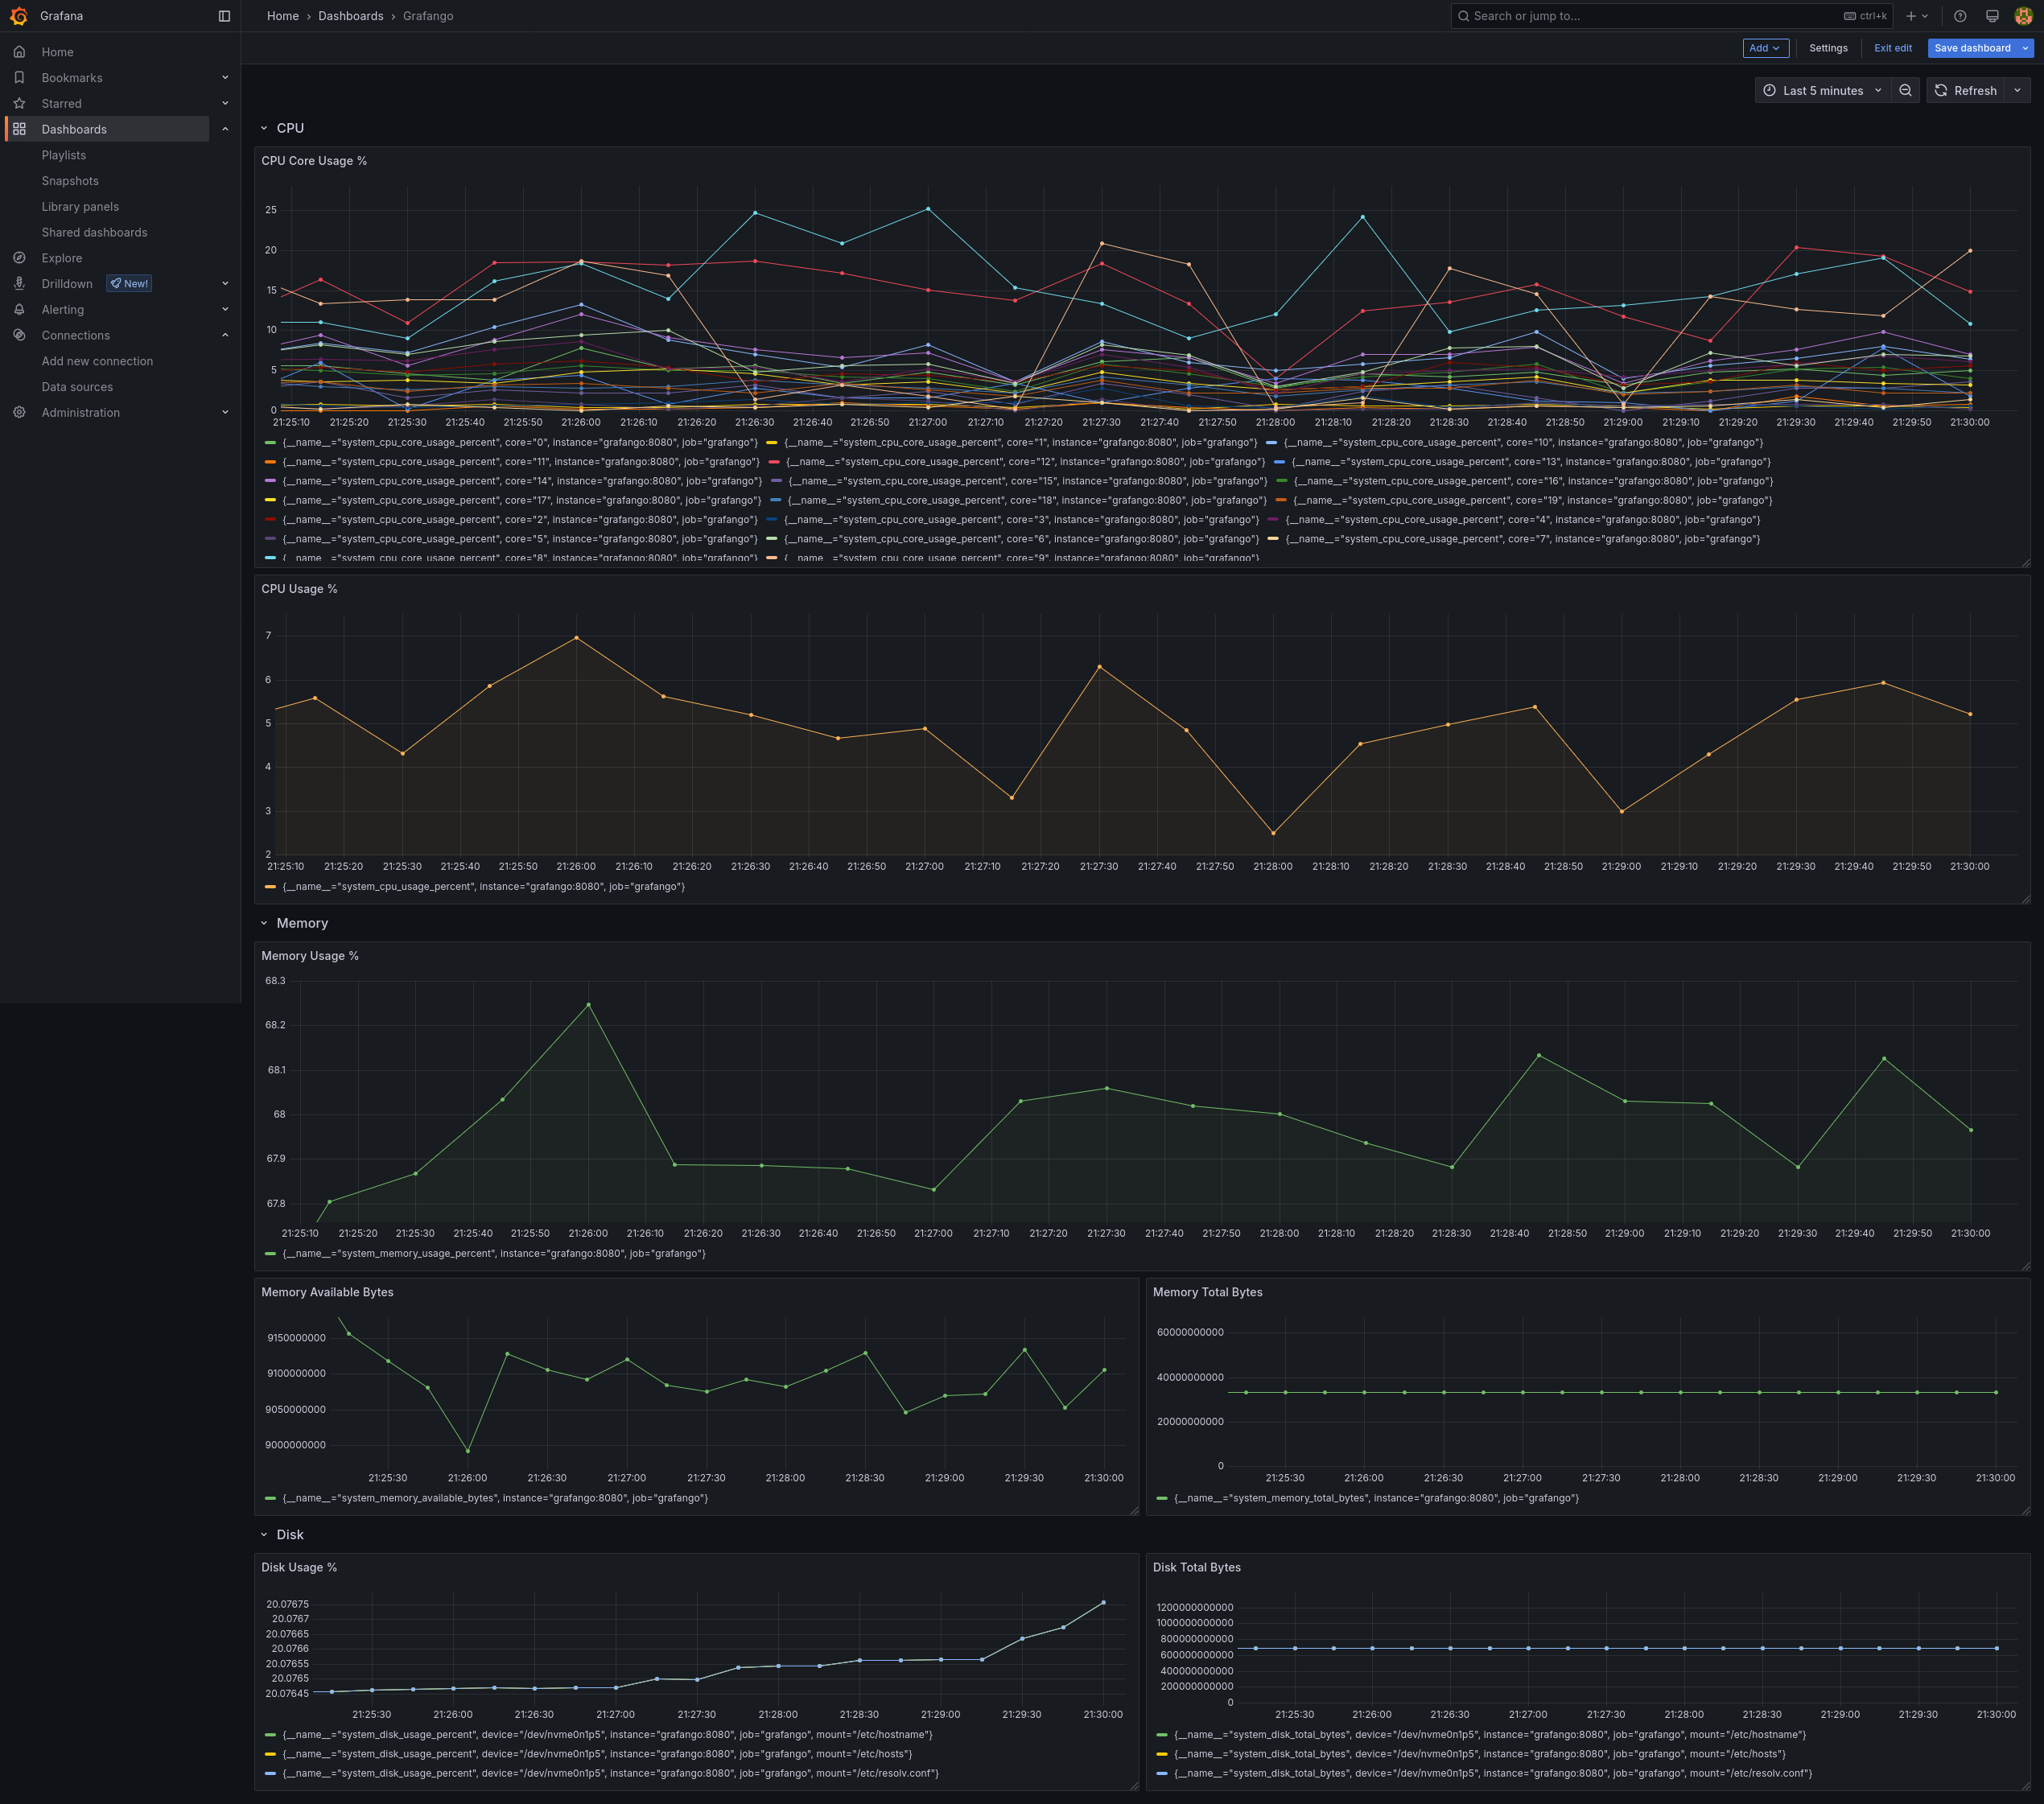 Grafana
Home › Dashboards › Grafango
Search or jump to...
ctrl+k
Home
Bookmarks
Starred
Dashboards
Playlists
Snapshots
Library panels
Shared dashboards
Explore
Drilldown New!
Alerting
Connections
Add new connection
Data sources
Administration
Add Settings Exit edit Save dashboard
Last 5 minutes Refresh
CPU
CPU Core Usage %
25
20
15
10
5
0
21:25:10 21:25:20 21:25:30 21:25:40 21:25:50 21:26:00 21:26:10 21:26:20 21:26:30 21:26:40 21:26:50 21:27:00 21:27:10 21:27:20 21:27:30 21:27:40 21:27:50 21:28:00 21:28:10 21:28:20 21:28:30 21:28:40 21:28:50 21:29:00 21:29:10 21:29:20 21:29:30 21:29:40 21:29:50 21:30:00
{__name__="system_cpu_core_usage_percent", core="0", instance="grafango:8080", job="grafango"} {__name__="system_cpu_core_usage_percent", core="1", instance="grafango:8080", job="grafango"} {__name__="system_cpu_core_usage_percent", core="10", instance="grafango:8080", job="grafango"}
{__name__="system_cpu_core_usage_percent", core="11", instance="grafango:8080", job="grafango"} {__name__="system_cpu_core_usage_percent", core="12", instance="grafango:8080", job="grafango"} {__name__="system_cpu_core_usage_percent", core="13", instance="grafango:8080", job="grafango"}
{__name__="system_cpu_core_usage_percent", core="14", instance="grafango:8080", job="grafango"} {__name__="system_cpu_core_usage_percent", core="15", instance="grafango:8080", job="grafango"} {__name__="system_cpu_core_usage_percent", core="16", instance="grafango:8080", job="grafango"}
{__name__="system_cpu_core_usage_percent", core="17", instance="grafango:8080", job="grafango"} {__name__="system_cpu_core_usage_percent", core="18", instance="grafango:8080", job="grafango"} {__name__="system_cpu_core_usage_percent", core="19", instance="grafango:8080", job="grafango"}
{__name__="system_cpu_core_usage_percent", core="2", instance="grafango:8080", job="grafango"} {__name__="system_cpu_core_usage_percent", core="3", instance="grafango:8080", job="grafango"} {__name__="system_cpu_core_usage_percent", core="4", instance="grafango:8080", job="grafango"}
{__name__="system_cpu_core_usage_percent", core="5", instance="grafango:8080", job="grafango"} {__name__="system_cpu_core_usage_percent", core="6", instance="grafango:8080", job="grafango"} {__name__="system_cpu_core_usage_percent", core="7", instance="grafango:8080", job="grafango"}
{__name__="system_cpu_core_usage_percent", core="8", instance="grafango:8080", job="grafango"} {__name__="system_cpu_core_usage_percent", core="9", instance="grafango:8080", job="grafango"}
CPU Usage %
7
6
5
4
3
2
21:25:10 21:25:20 21:25:30 21:25:40 21:25:50 21:26:00 21:26:10 21:26:20 21:26:30 21:26:40 21:26:50 21:27:00 21:27:10 21:27:20 21:27:30 21:27:40 21:27:50 21:28:00 21:28:10 21:28:20 21:28:30 21:28:40 21:28:50 21:29:00 21:29:10 21:29:20 21:29:30 21:29:40 21:29:50 21:30:00
{__name__="system_cpu_usage_percent", instance="grafango:8080", job="grafango"}
Memory
Memory Usage %
68.3
68.2
68.1
68
67.9
67.8
21:25:10 21:25:20 21:25:30 21:25:40 21:25:50 21:26:00 21:26:10 21:26:20 21:26:30 21:26:40 21:26:50 21:27:00 21:27:10 21:27:20 21:27:30 21:27:40 21:27:50 21:28:00 21:28:10 21:28:20 21:28:30 21:28:40 21:28:50 21:29:00 21:29:10 21:29:20 21:29:30 21:29:40 21:29:50 21:30:00
{__name__="system_memory_usage_percent", instance="grafango:8080", job="grafango"}
Memory Available Bytes
9150000000
9100000000
9050000000
9000000000
21:25:30 21:26:00 21:26:30 21:27:00 21:27:30 21:28:00 21:28:30 21:29:00 21:29:30 21:30:00
{__name__="system_memory_available_bytes", instance="grafango:8080", job="grafango"}
Memory Total Bytes
60000000000
40000000000
20000000000
0
21:25:30 21:26:00 21:26:30 21:27:00 21:27:30 21:28:00 21:28:30 21:29:00 21:29:30 21:30:00
{__name__="system_memory_total_bytes", instance="grafango:8080", job="grafango"}
Disk
Disk Usage %
20.07675
20.0767
20.07665
20.0766
20.07655
20.0765
20.07645
21:25:30 21:26:00 21:26:30 21:27:00 21:27:30 21:28:00 21:28:30 21:29:00 21:29:30 21:30:00
{__name__="system_disk_usage_percent", device="/dev/nvme0n1p5", instance="grafango:8080", job="grafango", mount="/etc/hostname"}
{__name__="system_disk_usage_percent", device="/dev/nvme0n1p5", instance="grafango:8080", job="grafango", mount="/etc/hosts"}
{__name__="system_disk_usage_percent", device="/dev/nvme0n1p5", instance="grafango:8080", job="grafango", mount="/etc/resolv.conf"}
Disk Total Bytes
1200000000000
1000000000000
800000000000
600000000000
400000000000
200000000000
0
21:25:30 21:26:00 21:26:30 21:27:00 21:27:30 21:28:00 21:28:30 21:29:00 21:29:30 21:30:00
{__name__="system_disk_total_bytes", device="/dev/nvme0n1p5", instance="grafango:8080", job="grafango", mount="/etc/hostname"}
{__name__="system_disk_total_bytes", device="/dev/nvme0n1p5", instance="grafango:8080", job="grafango", mount="/etc/hosts"}
{__name__="system_disk_total_bytes", device="/dev/nvme0n1p5", instance="grafango:8080", job="grafango", mount="/etc/resolv.conf"}